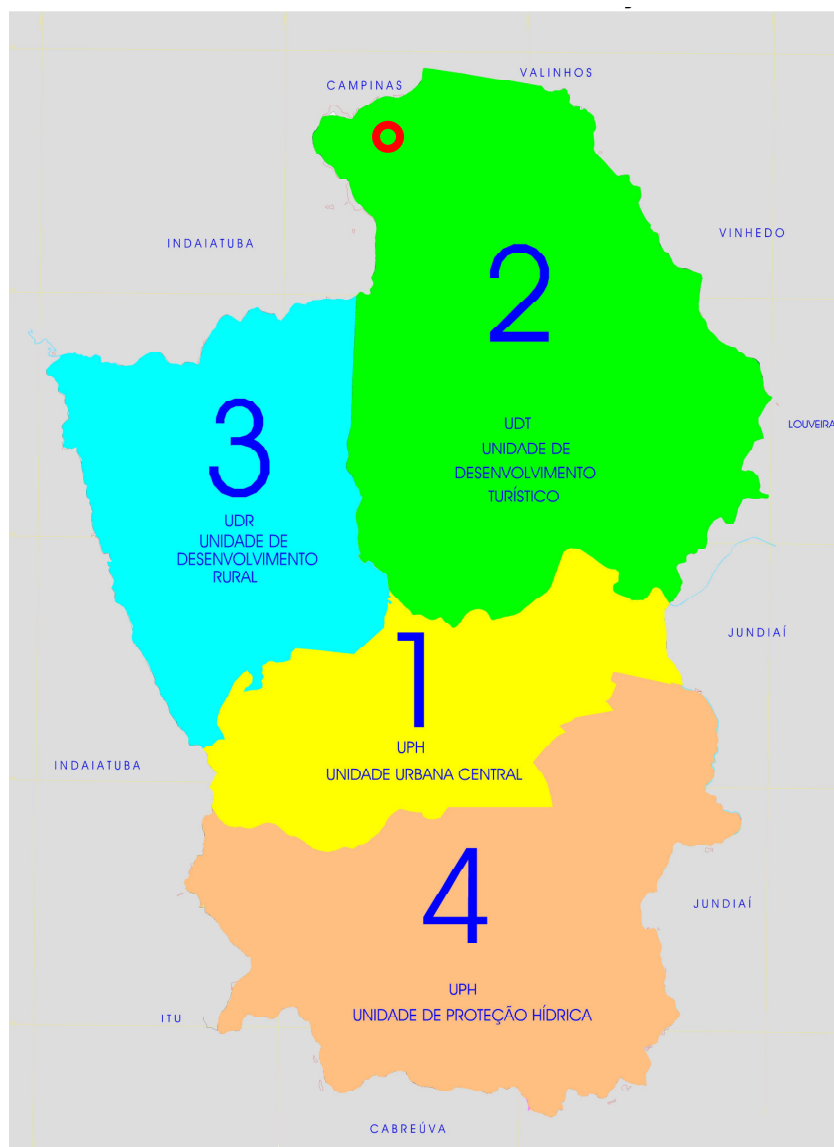 CAMPINAS
VALINHOS
INDAIATUBA
VINHEDO
2
UDT
UNIDADE DE
DESENVOLVIMENTO
TURÍSTICO
LOUVEIRA
3
UDR
UNIDADE DE
DESENVOLVIMENTO
RURAL
JUNDIAÍ
1
UPH
UNIDADE URBANA CENTRAL
INDAIATUBA
4
UPH
UNIDADE DE PROTEÇÃO HÍDRICA
JUNDIAÍ
ITU
CABREÚVA